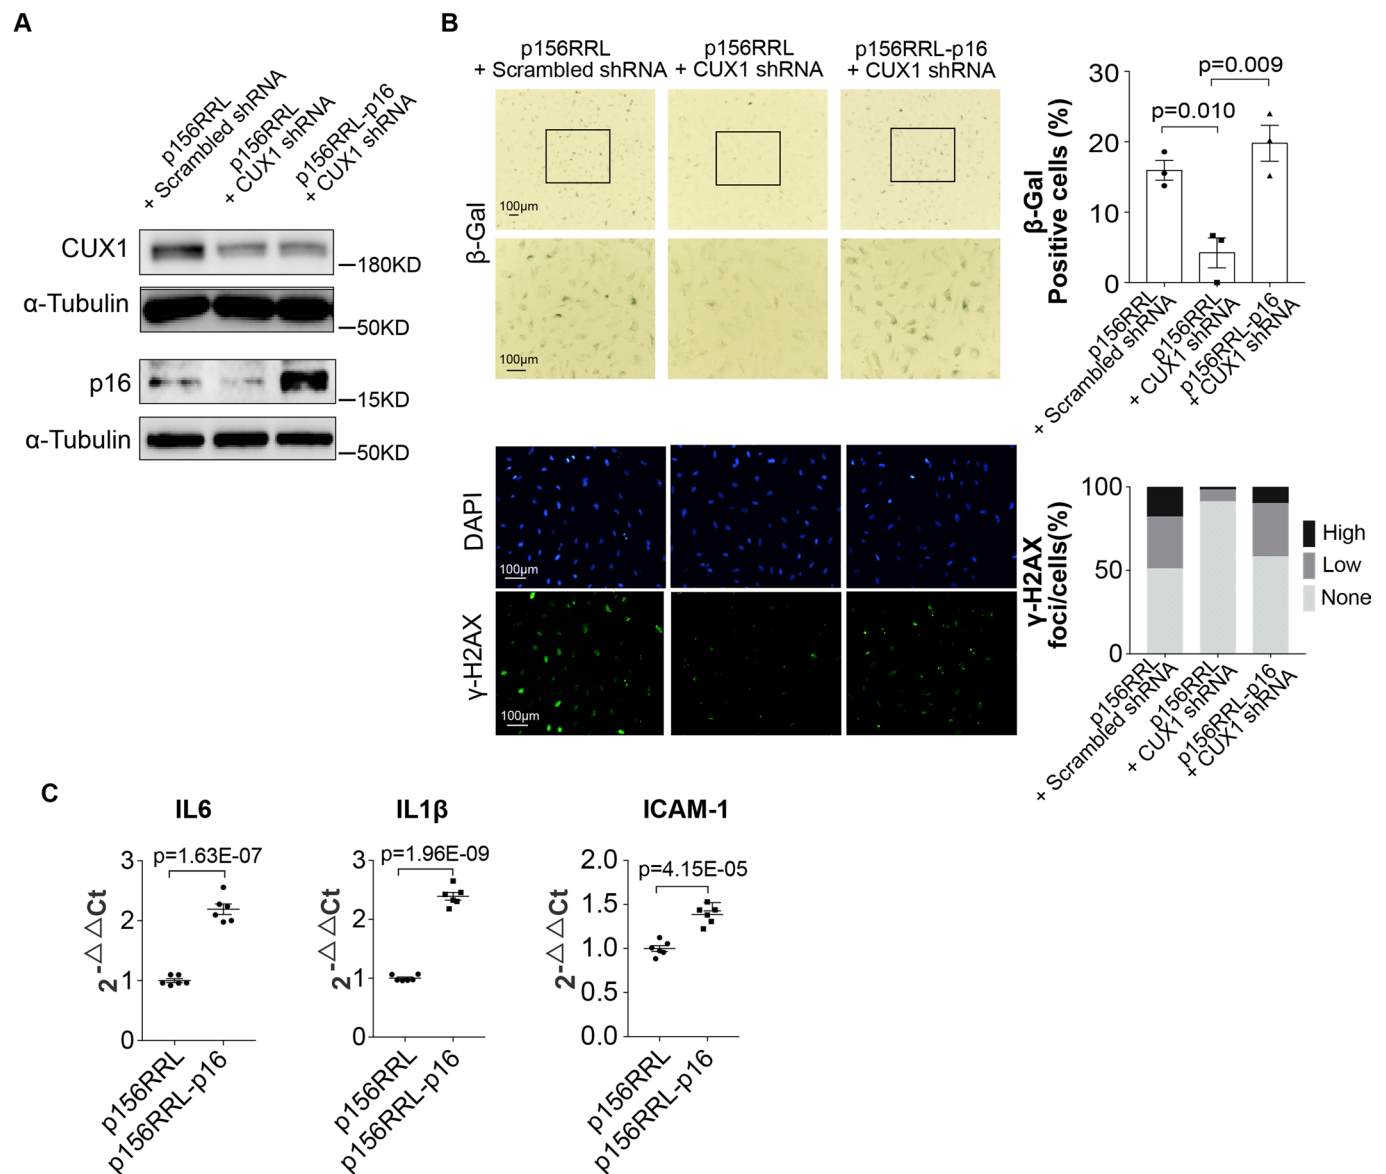 A
p156RRL
+ Scrambled shRNA
p156RRL
+ CUX1 shRNA
p156RRL-p16
+ CUX1 shRNA
CUX1
180KD
α-Tubulin
50KD
p16
15KD
α-Tubulin
50KD
B
p156RRL
+ Scrambled shRNA
p156RRL
+ CUX1 shRNA
p156RRL-p16
+ CUX1 shRNA
β-Gal
100μm
100μm
β-Gal
Positive cells (%)
30
20
10
0
p=0.010
p=0.009
p156RRL
+ Scrambled shRNA
p156RRL
+ CUX1 shRNA
p156RRL-p16
+ CUX1 shRNA
DAPI
100μm
γ-H2AX
100μm
γ-H2AX
foci/cells(%)
100
50
0
High
Low
None
p156RRL
+ Scrambled shRNA
p156RRL
+ CUX1 shRNA
p156RRL-p16
+ CUX1 shRNA
C
IL6
p=1.63E-07
2-△△Ct
3
2
1
0
p156RRL
p156RRL-p16
IL1β
p=1.96E-09
2-△△Ct
3
2
1
0
p156RRL
p156RRL-p16
ICAM-1
p=4.15E-05
2-△△Ct
2.0
1.5
1.0
0.5
0.0
p156RRL
p156RRL-p16